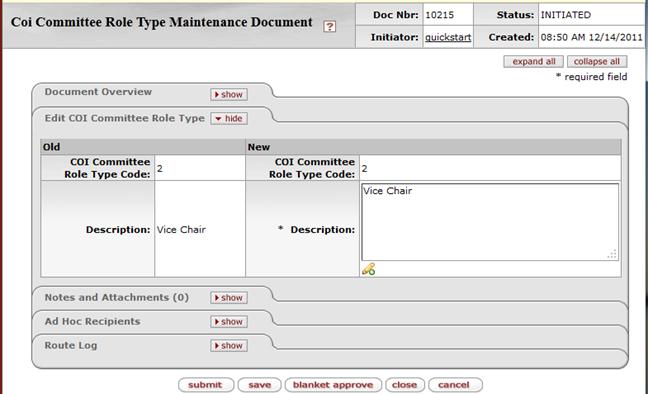 Coi Committee Role Type Maintenance Document ?
Doc Nbr: 10215 Status: INITIATED
Initiator: quickstart Created: 08:50 AM 12/14/2011
expand all collapse all
* required field
Document Overview show
Edit COI Committee Role Type hide
Old New
COI Committee Role Type Code: 2 COI Committee Role Type Code: 2
Description: Vice Chair * Description: Vice Chair
Notes and Attachments (0) show
Ad Hoc Recipients show
Route Log show
submit save blanket approve close cancel